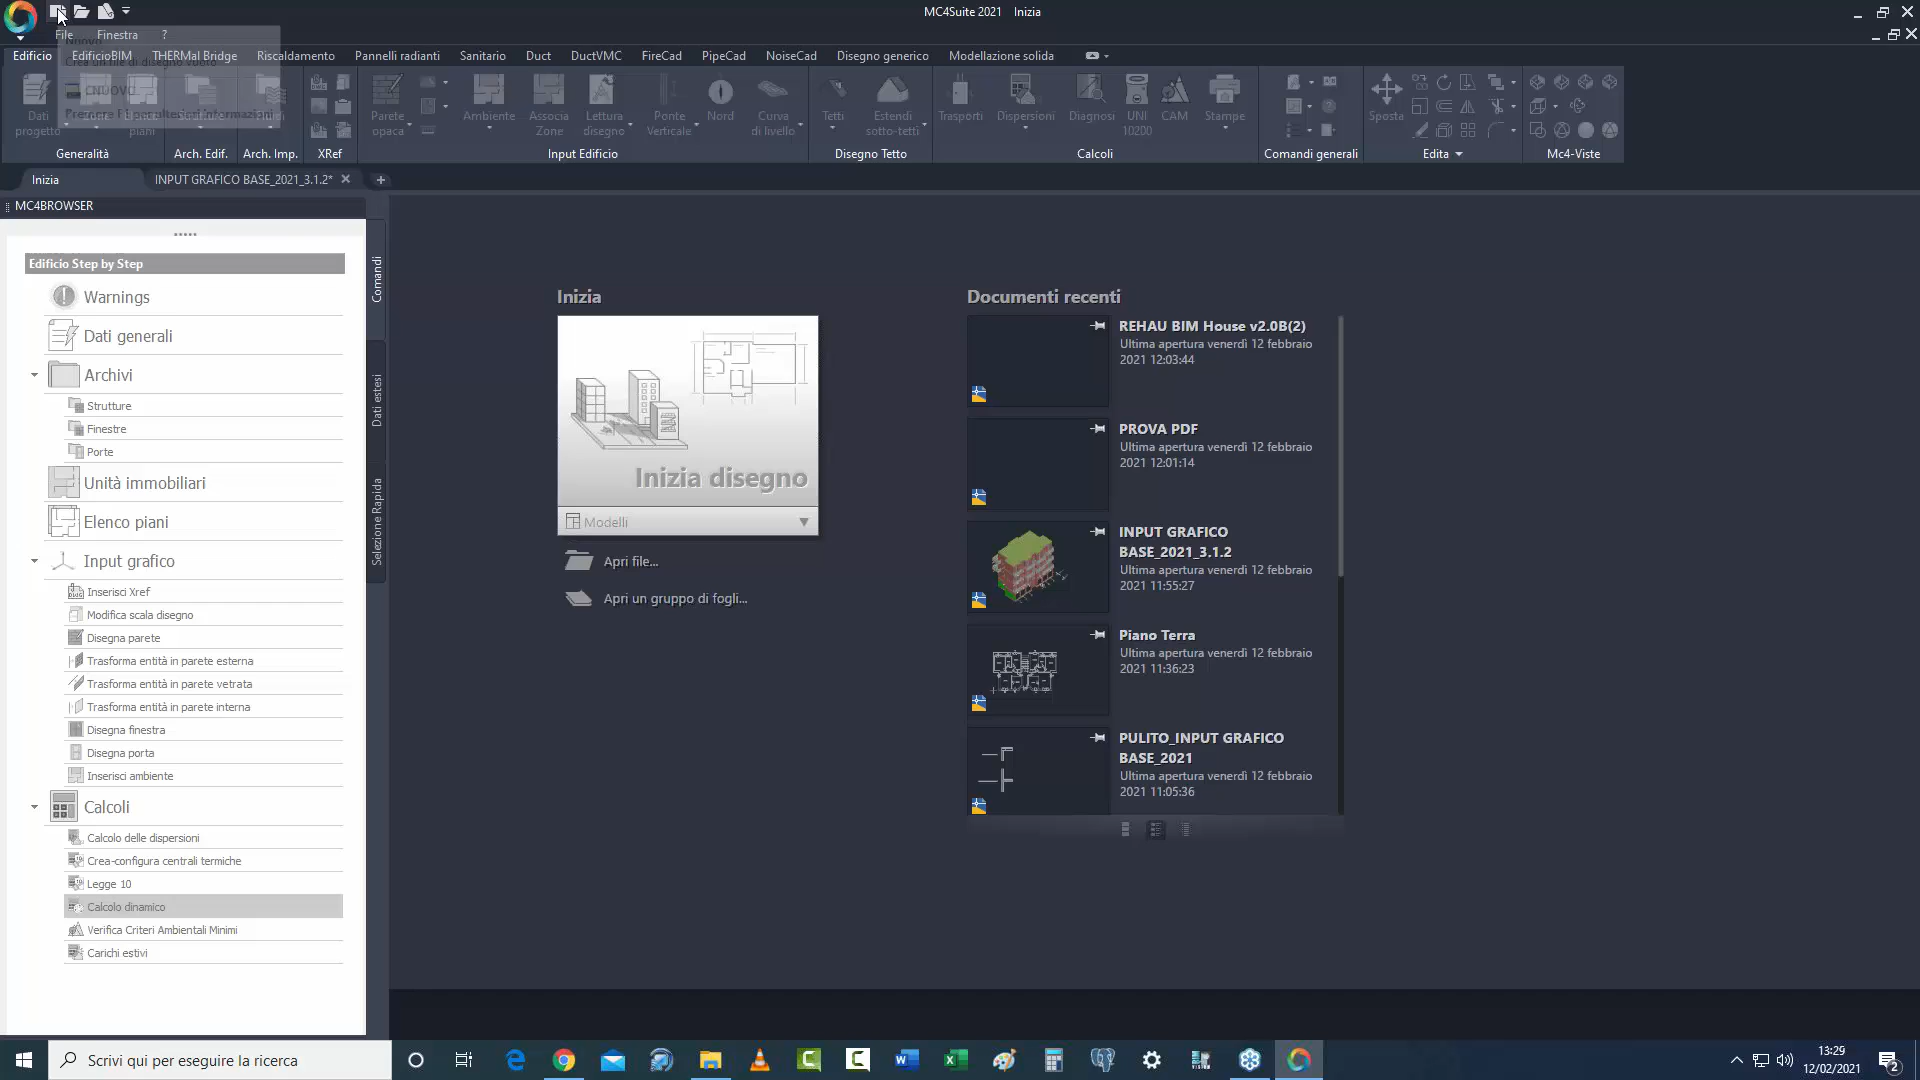 MC4Suite 2021 Inizia
File Finestra ?
Edificio EdificioBIM THERMal Bridge Riscaldamento Pannelli radianti Sanitario Duct DuctVMC FireCad PipeCad NoiseCad Disegno generico Modellazione solida
Dati progetto
piani
Parete opaca
Ambiente
Associa Zone
Lettura disegno
Ponte Verticale
Nord
Curva di livello
Tetti
Estendi sotto-tetti
Trasporti
Dispersioni
Diagnosi
UNI 10200
CAM
Stampe
Sposta
Generalità Arch. Edif. Arch. Imp. XRef Input Edificio Disegno Tetto Calcoli Comandi generali Edita Mc4-Viste
Inizia INPUT GRAFICO BASE_2021_3.1.2*
MC4BROWSER
Comandi
Dati estesi
Selezione Rapida
Edificio Step by Step
Warnings
Dati generali
Archivi
Strutture
Finestre
Porte
Unità immobiliari
Elenco piani
Input grafico
Inserisci Xref
Modifica scala disegno
Disegna parete
Trasforma entità in parete esterna
Trasforma entità in parete vetrata
Trasforma entità in parete interna
Disegna finestra
Disegna porta
Inserisci ambiente
Calcoli
Calcolo delle dispersioni
Crea-configura centrali termiche
Legge 10
Calcolo dinamico
Verifica Criteri Ambientali Minimi
Carichi estivi
Inizia
Inizia disegno
Modelli
Apri file...
Apri un gruppo di fogli...
Documenti recenti
REHAU BIM House v2.0B(2)
Ultima apertura venerdì 12 febbraio
2021 12:03:44
PROVA PDF
Ultima apertura venerdì 12 febbraio
2021 12:01:14
INPUT GRAFICO
BASE_2021_3.1.2
Ultima apertura venerdì 12 febbraio
2021 11:55:27
Piano Terra
Ultima apertura venerdì 12 febbraio
2021 11:36:23
PULITO_INPUT GRAFICO
BASE_2021
Ultima apertura venerdì 12 febbraio
2021 11:05:36
Scrivi qui per eseguire la ricerca
13:29
12/02/2021
2